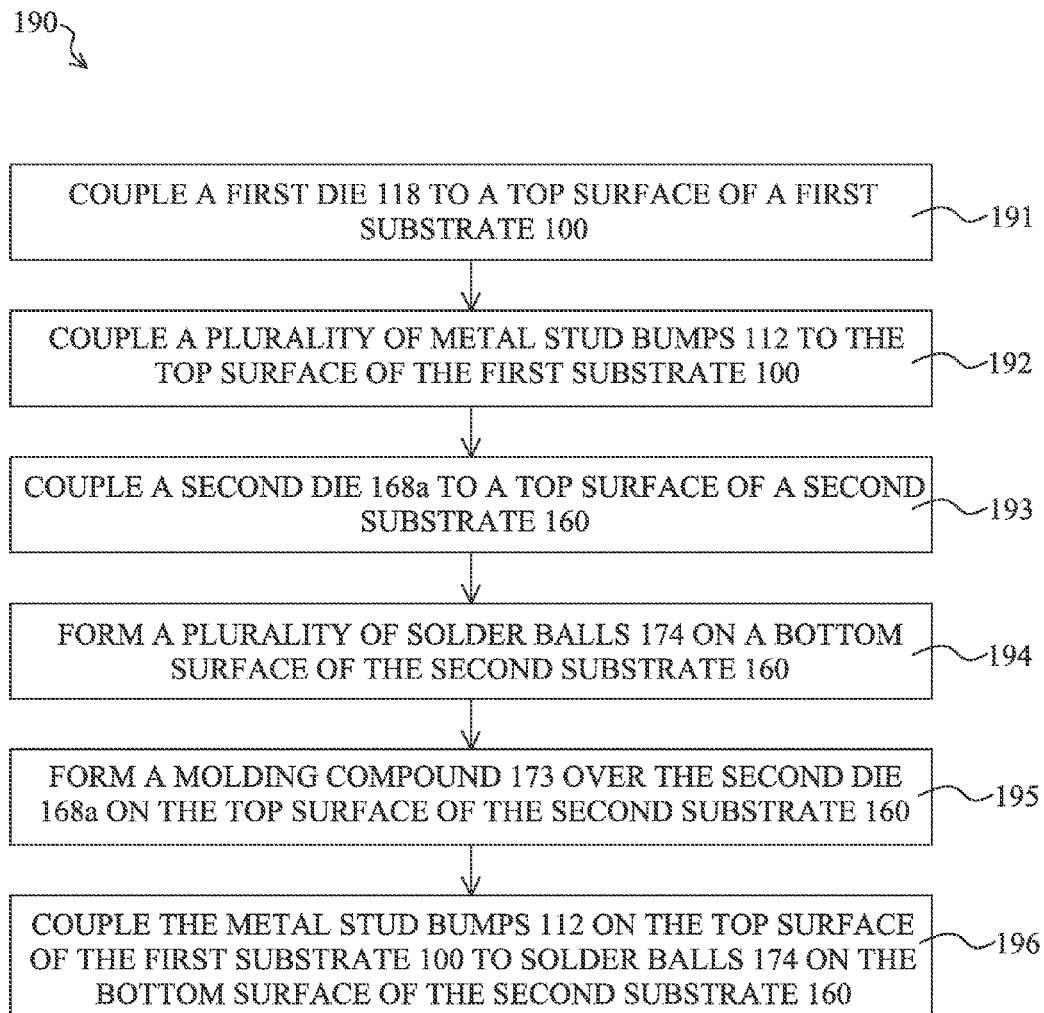 190
COUPLE A FIRST DIE 118 TO A TOP SURFACE OF A FIRST
SUBSTRATE 100
191
COUPLE A PLURALITY OF METAL STUD BUMPS 112 TO THE
TOP SURFACE OF THE FIRST SUBSTRATE 100
192
COUPLE A SECOND DIE 168a TO A TOP SURFACE OF A SECOND
SUBSTRATE 160
193
FORM A PLURALITY OF SOLDER BALLS 174 ON A BOTTOM
SURFACE OF THE SECOND SUBSTRATE 160
194
FORM A MOLDING COMPOUND 173 OVER THE SECOND DIE
168a ON THE TOP SURFACE OF THE SECOND SUBSTRATE 160
195
COUPLE THE METAL STUD BUMPS 112 ON THE TOP SURFACE
OF THE FIRST SUBSTRATE 100 TO SOLDER BALLS 174 ON THE
BOTTOM SURFACE OF THE SECOND SUBSTRATE 160
196